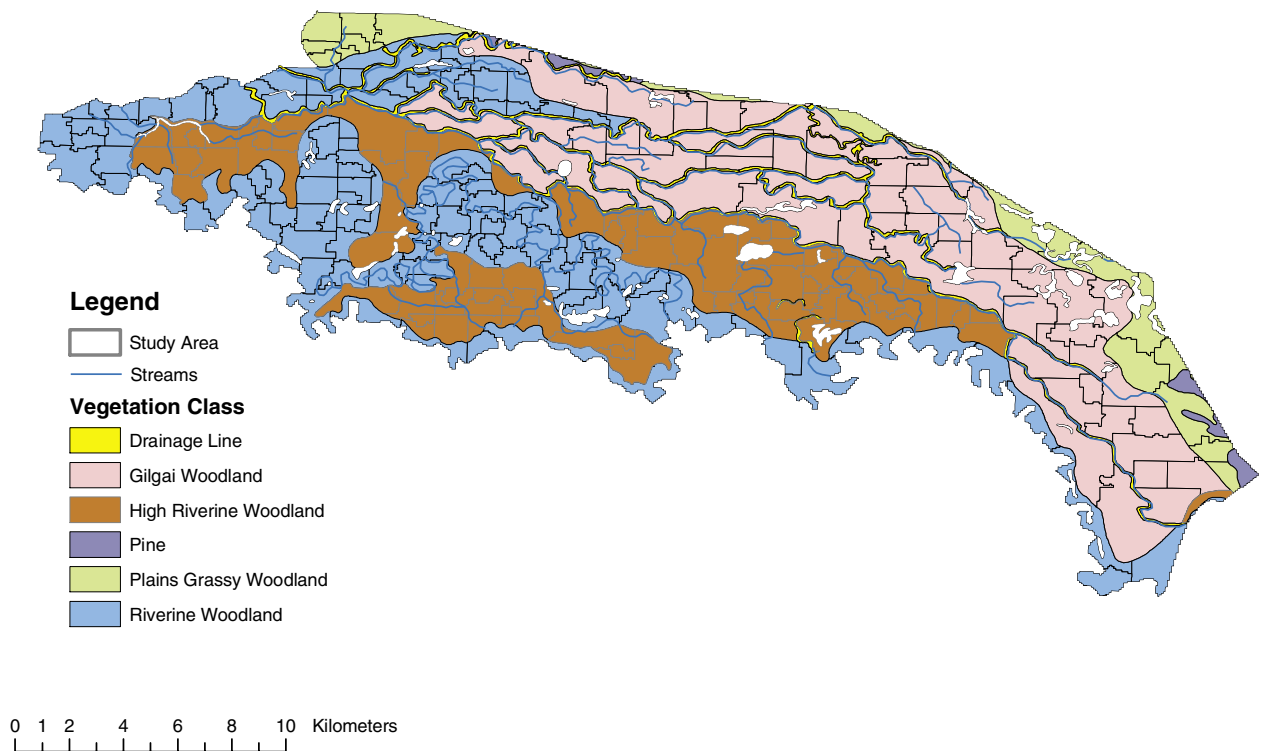 Legend
Study Area
Streams
Vegetation Class
Drainage Line
Gilgai Woodland
High Riverine Woodland
Pine
Plains Grassy Woodland
Riverine Woodland
0 1 2 4 6 8 10 Kilometers